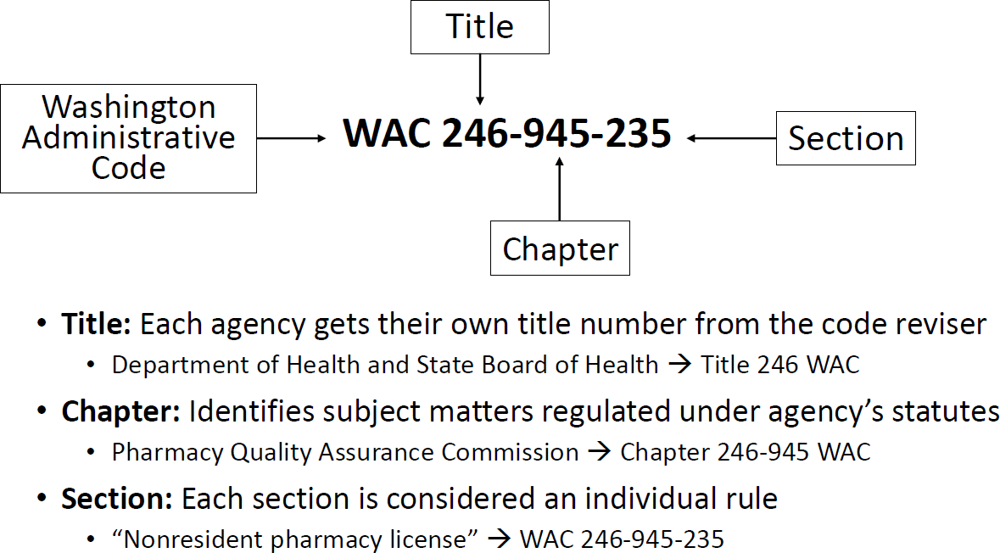 Title
Washington
Administrative
Code
WAC 246-945-235
Section
Chapter
• Title: Each agency gets their own title number from the code reviser
• Department of Health and State Board of Health → Title 246 WAC
• Chapter: Identifies subject matters regulated under agency’s statutes
• Pharmacy Quality Assurance Commission → Chapter 246-945 WAC
• Section: Each section is considered an individual rule
• “Nonresident pharmacy license” → WAC 246-945-235